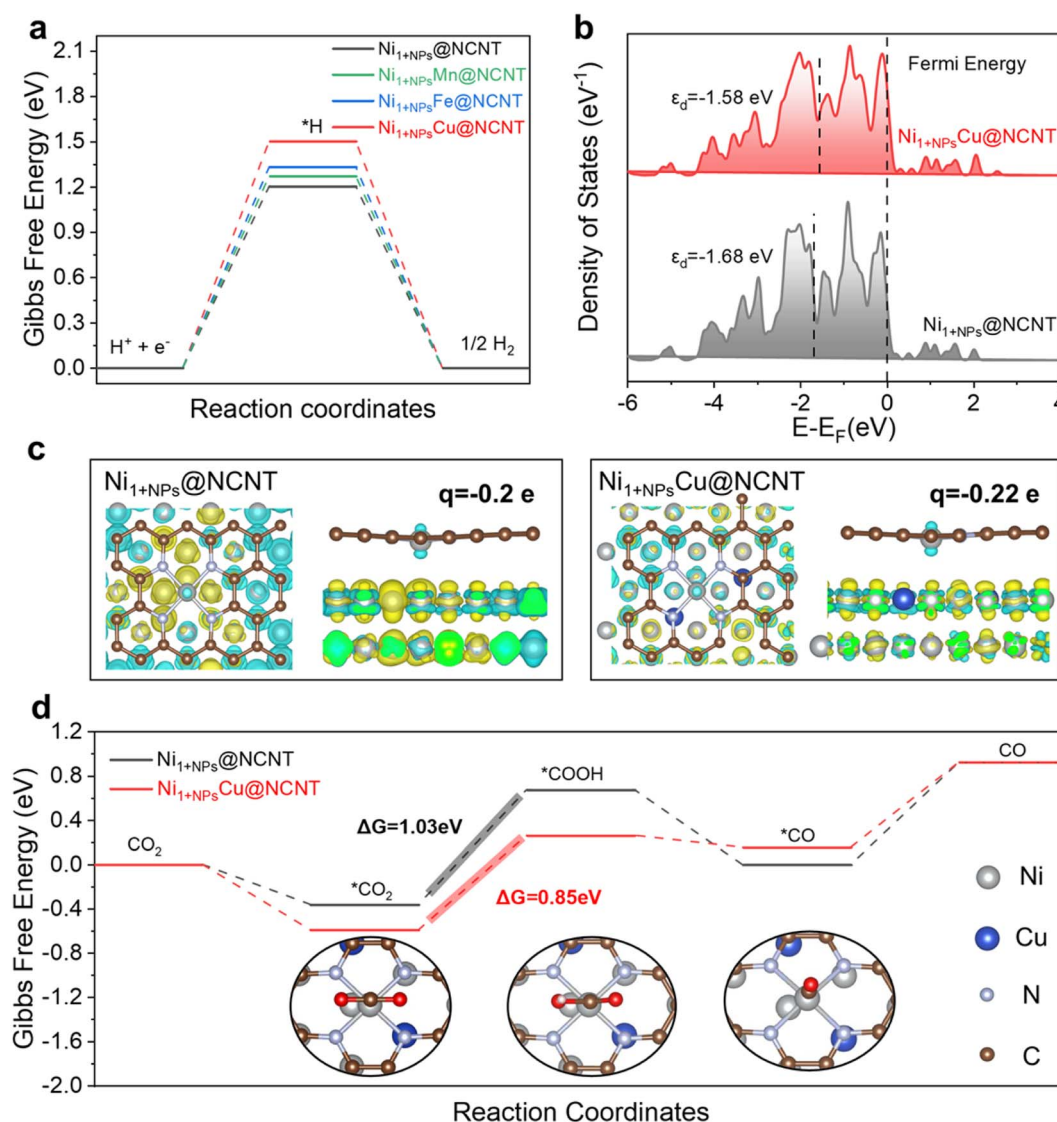 a
Gibbs Free Energy (eV)
2.1
1.8
1.5
1.2
0.9
0.6
0.3
0.0
Ni1+NPs@NCNT
Ni1+NPsMn@NCNT
Ni1+NPsFe@NCNT
Ni1+NPsCu@NCNT
*H
H+ + e-
1/2 H2
Reaction coordinates
b
Density of States (eV-1)
Fermi Energy
εd=-1.58 eV
Ni1+NPsCu@NCNT
εd=-1.68 eV
Ni1+NPs@NCNT
-6 -4 -2 0 2 4
E-EF(eV)
c
Ni1+NPs@NCNT
q=-0.2 e
Ni1+NPsCu@NCNT
q=-0.22 e
d
Gibbs Free Energy (eV)
1.2
0.8
0.4
0.0
-0.4
-0.6
-0.8
-1.2
-1.6
-2.0
Ni1+NPs@NCNT
Ni1+NPsCu@NCNT
CO2
*CO2
ΔG=1.03eV
ΔG=0.85eV
*COOH
*CO
CO
Ni
Cu
N
C
Reaction Coordinates